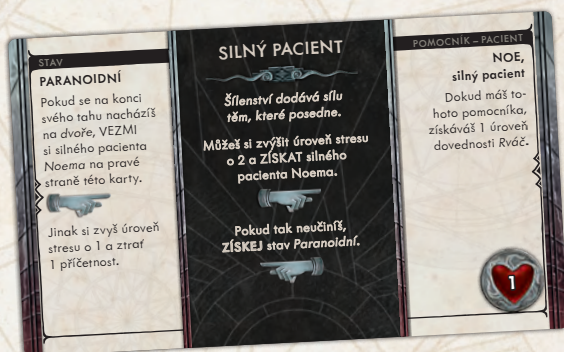 STAV
PARANOIDNÍ
Pokud se na konci
svého tahu nacházíš
na dvoře, VEZMI
si silného pacienta
Noema na pravé
straně této karty.
Jinak si zvyš úroveň
stresu o 1 a ztrať
1 příčetnost.
SILNÝ PACIENT
Šílenství dodává sílu
těm, které posedne.
Můžeš si zvýšit úroveň stresu
o 2 a ZÍSKAT silného
pacienta Noema.
Pokud tak neučiníš,
ZÍSKEJ stav Paranoidní.
POMOCNÍK – PACIENT
NOE,
silný pacient
Dokud máš to-
hoto pomocníka,
získáváš 1 úroveň
dovednosti Rváč.
1